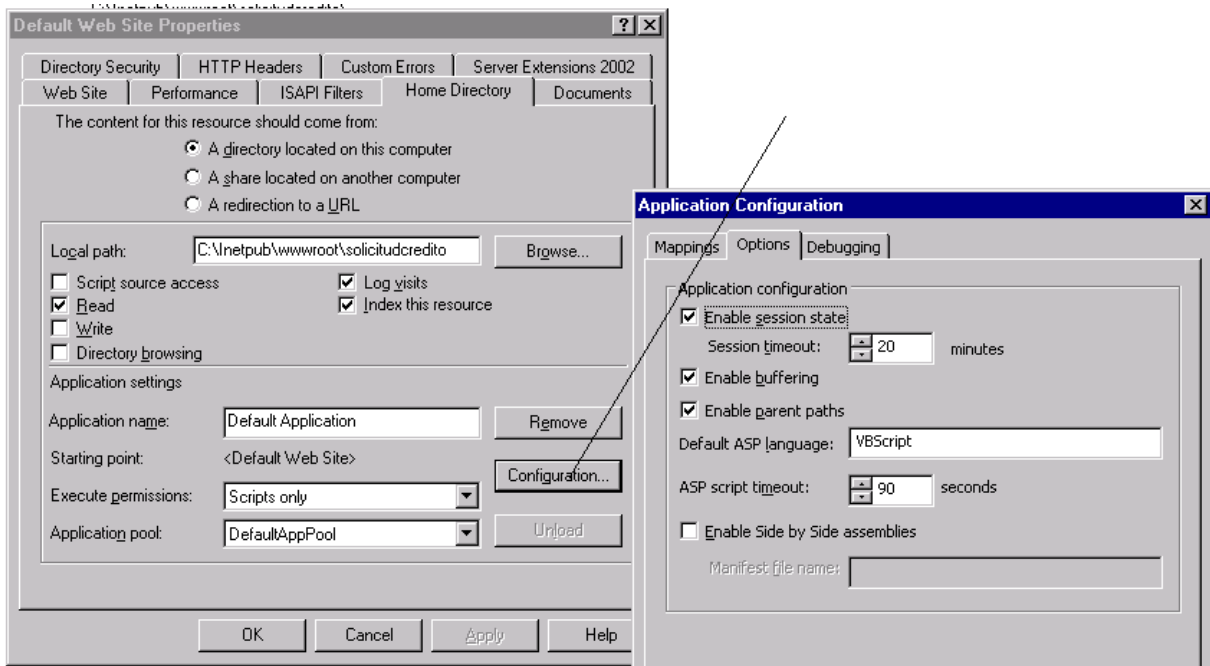 Default Web Site Properties
Directory Security HTTP Headers Custom Errors Server Extensions 2002
Web Site Performance ISAPI Filters Home Directory Documents
The content for this resource should come from:
A directory located on this computer
A share located on another computer
A redirection to a URL
Local path: C:\Inetpub\wwwroot\solicitudcredito Browse...
Script source access Log visits
Read Index this resource
Write
Directory browsing
Application settings
Application name: Default Application Remove
Starting point: <Default Web Site> Configuration...
Execute permissions: Scripts only
Application pool: DefaultAppPool Unload
OK Cancel Apply Help
Application Configuration
Mappings Options Debugging
Application configuration
Enable session state
Session timeout: 20 minutes
Enable buffering
Enable parent paths
Default ASP language: VBScript
ASP script timeout: 90 seconds
Enable Side by Side assemblies
Manifest file name: